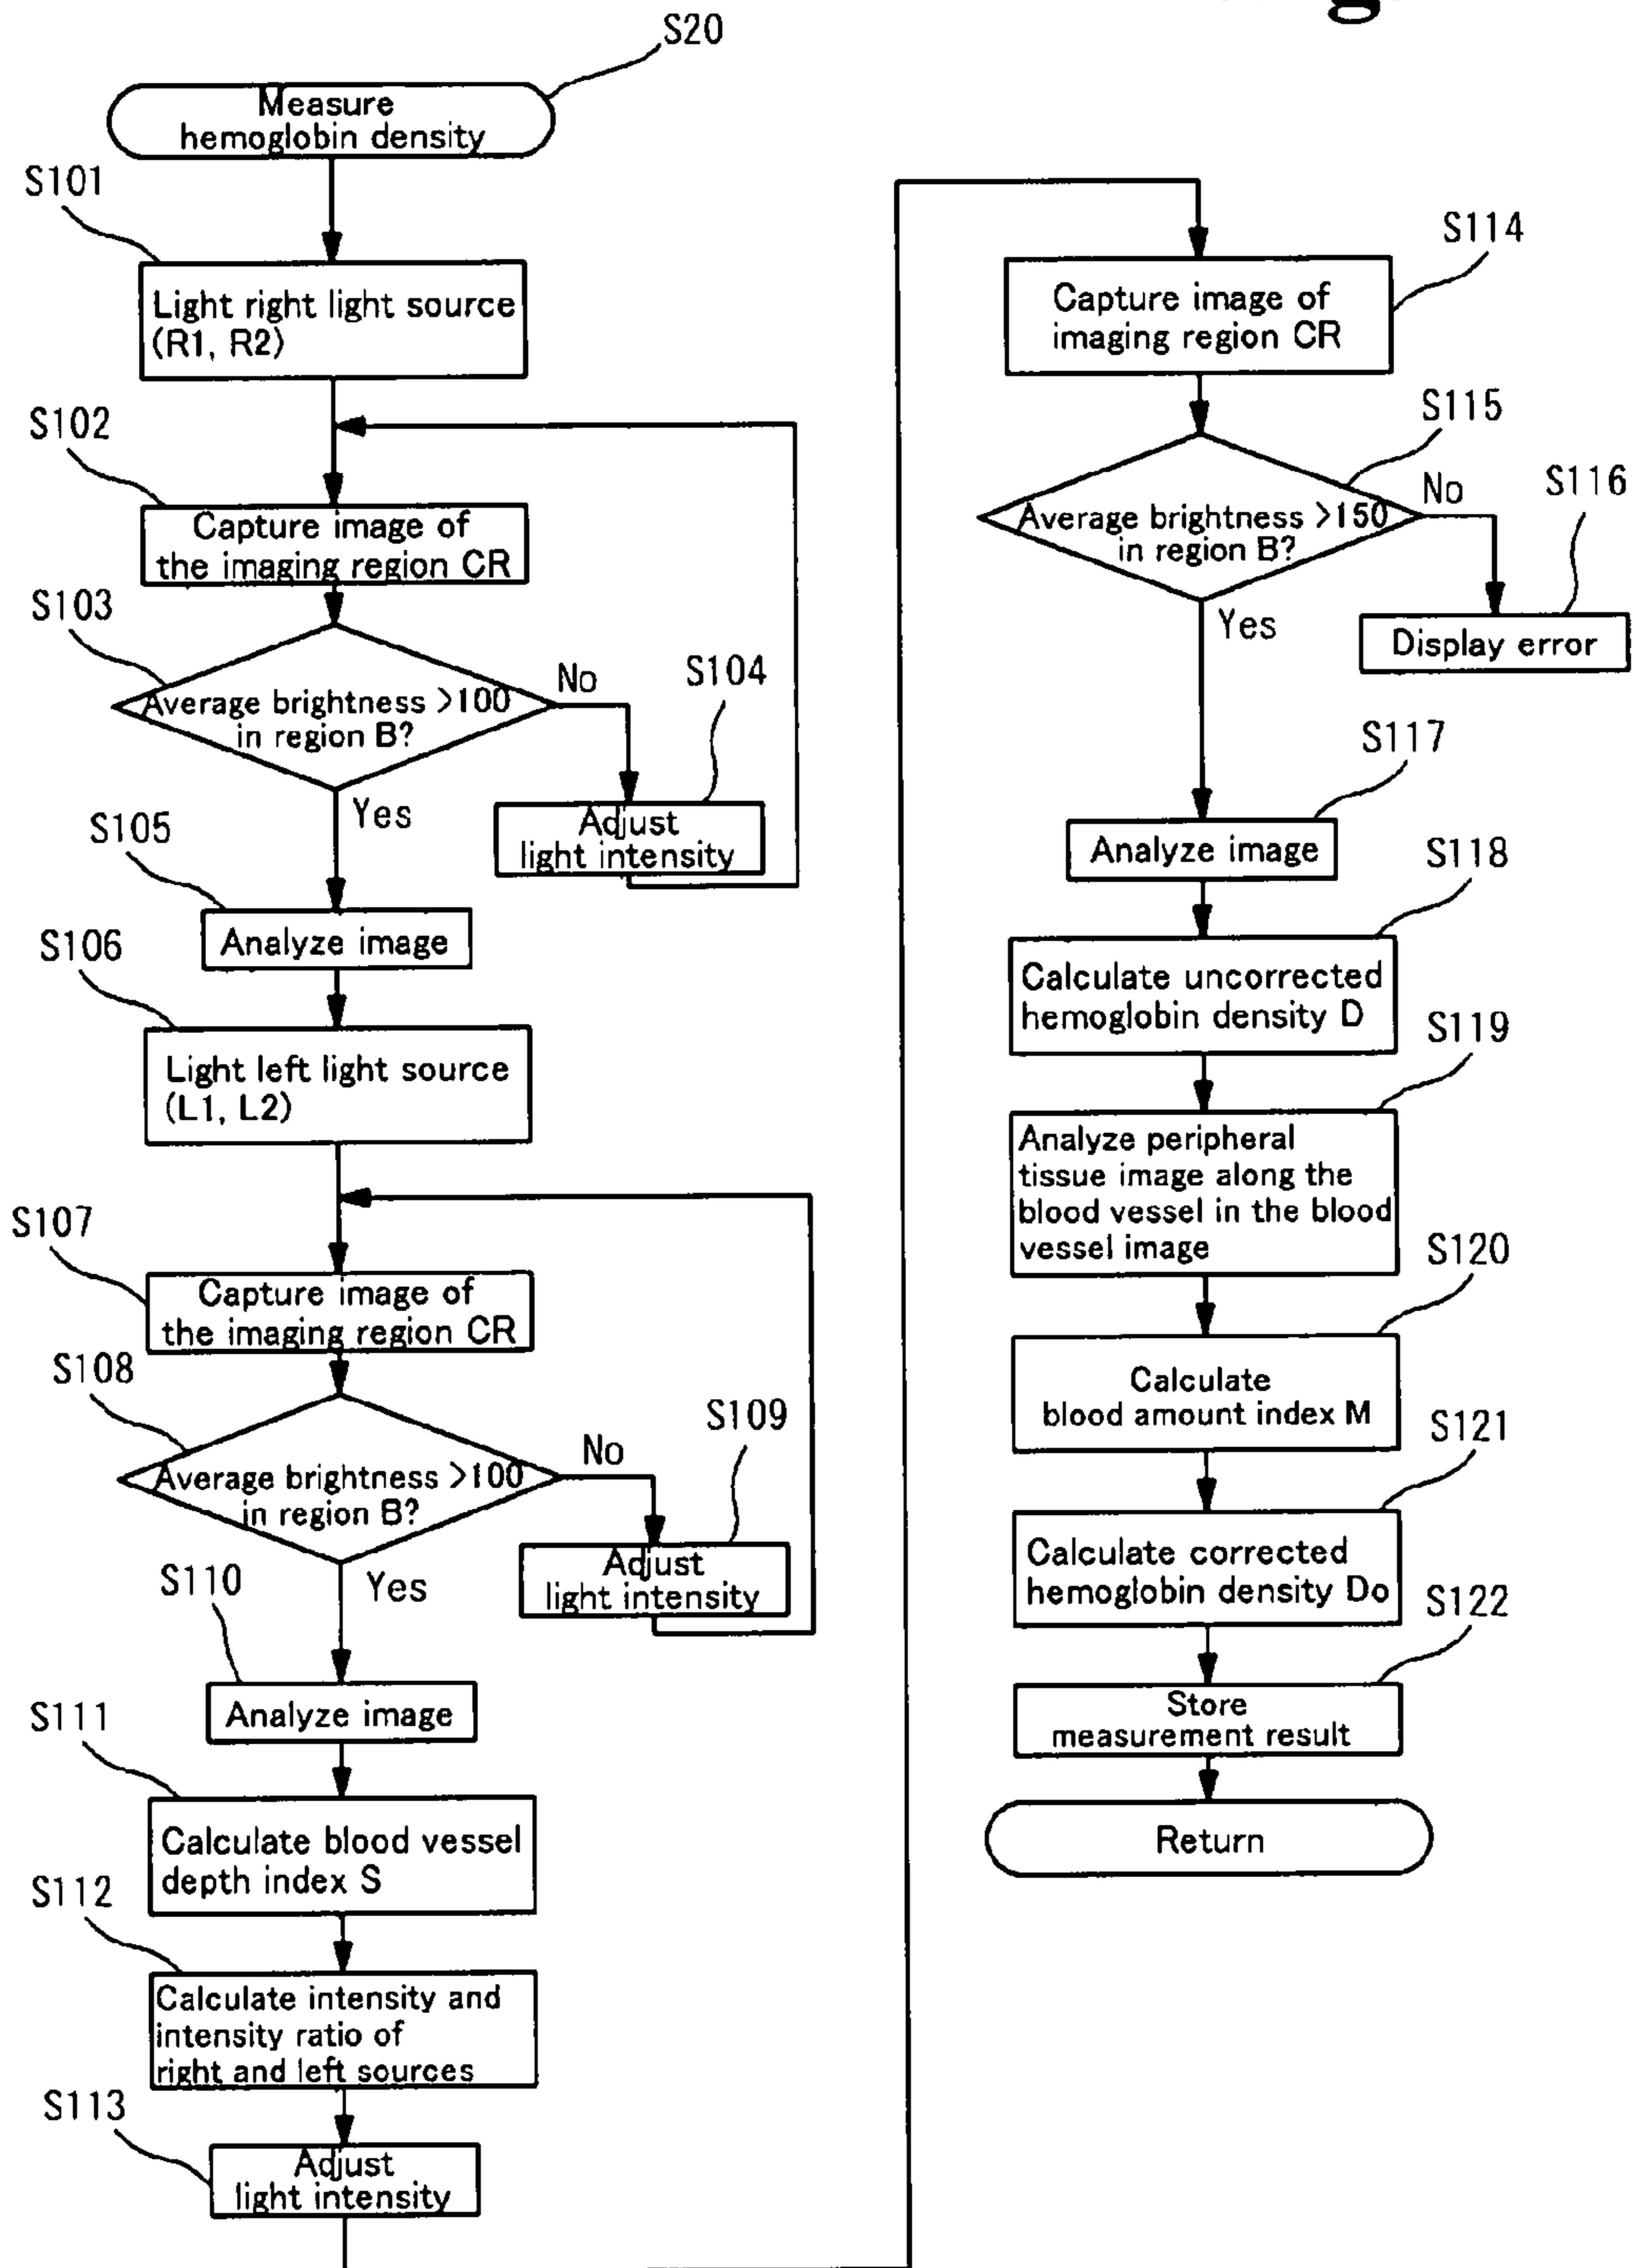 S20
Measure
hemoglobin density
S101
Light right light source
(R1, R2)
S102
Capture image of
the imaging region CR
S103
Average brightness >100
in region B?
No
S104
Adjust
light intensity
Yes
S105
Analyze image
S106
Light left light source
(L1, L2)
S107
Capture image of
the imaging region CR
S108
Average brightness >100
in region B?
No
S109
Adjust
light intensity
Yes
S110
Analyze image
S111
Calculate blood vessel
depth index S
S112
Calculate intensity and
intensity ratio of
right and left sources
S113
Adjust
light intensity
S114
Capture image of
imaging region CR
S115
Average brightness >150
in region B?
No
S116
Display error
Yes
S117
Analyze image
S118
Calculate uncorrected
hemoglobin density D
S119
Analyze peripheral
tissue image along the
blood vessel in the blood
vessel image
S120
Calculate
blood amount index M
S121
Calculate corrected
hemoglobin density Do
S122
Store
measurement result
Return